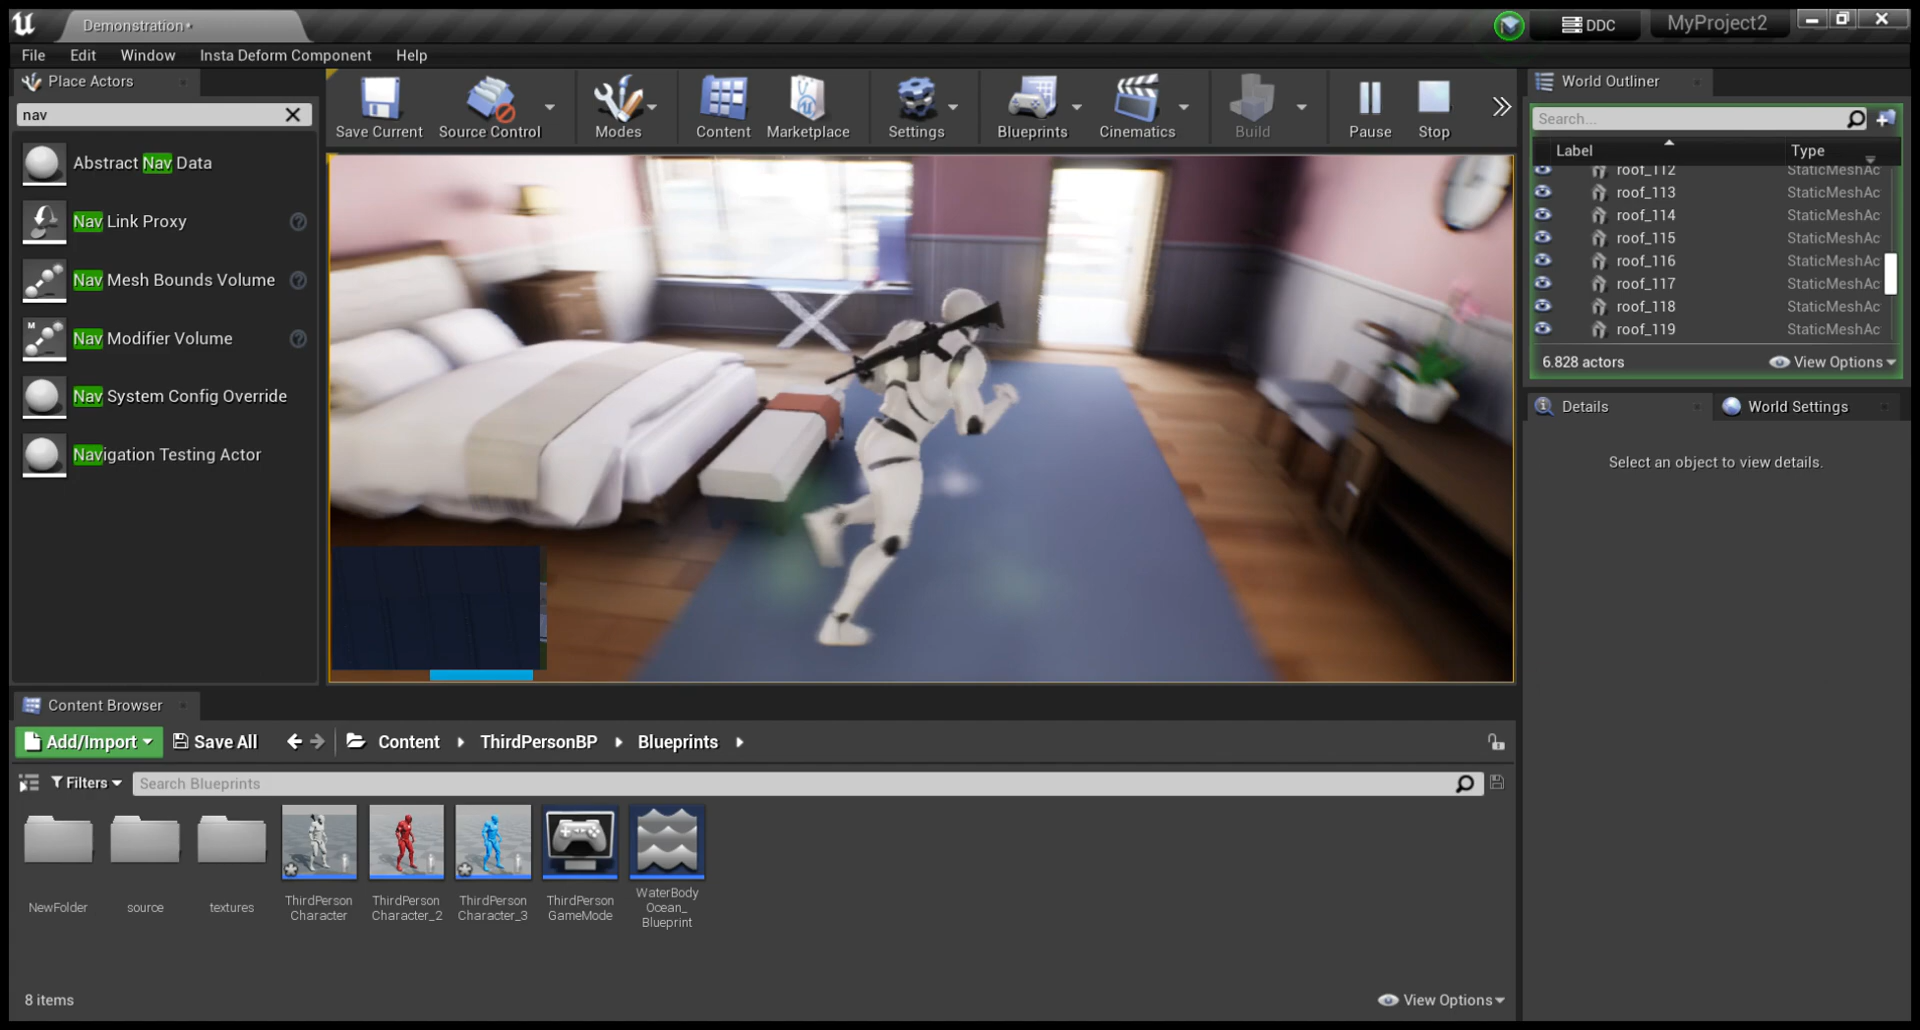 Demonstration•
DDC
MyProject2
File Edit Window Insta Deform Component Help
Place Actors
nav
Abstract Nav Data
Nav Link Proxy
Nav Mesh Bounds Volume
Nav Modifier Volume
Nav System Config Override
Navigation Testing Actor
Save Current Source Control Modes Content Marketplace Settings Blueprints Cinematics Build Pause Stop
World Outliner
Search...
Label Type
roof_112 StaticMeshAc
roof_113 StaticMeshAc
roof_114 StaticMeshAc
roof_115 StaticMeshAc
roof_116 StaticMeshAc
roof_117 StaticMeshAc
roof_118 StaticMeshAc
roof_119 StaticMeshAc
6.828 actors View Options
Details World Settings
Select an object to view details.
Content Browser
Add/Import Save All Content ThirdPersonBP Blueprints
Filters Search Blueprints
NewFolder
source
textures
ThirdPerson
Character
ThirdPerson
Character_2
ThirdPerson
Character_3
ThirdPerson
GameMode
WaterBody
Ocean_
Blueprint
8 items View Options